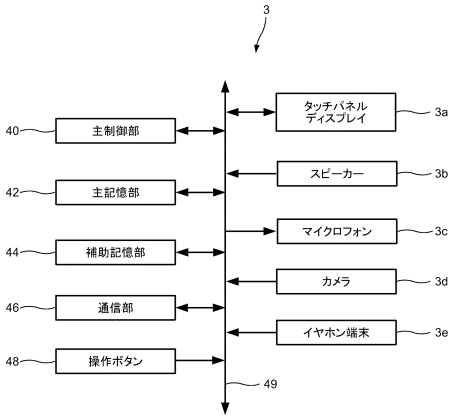 3
タッチパネル
ディスプレイ
3a
40
主制御部
スピーカー
3b
42
主記憶部
マイクロフォン
3c
44
補助記憶部
カメラ
3d
46
通信部
イヤホン端末
3e
48
操作ボタン
49